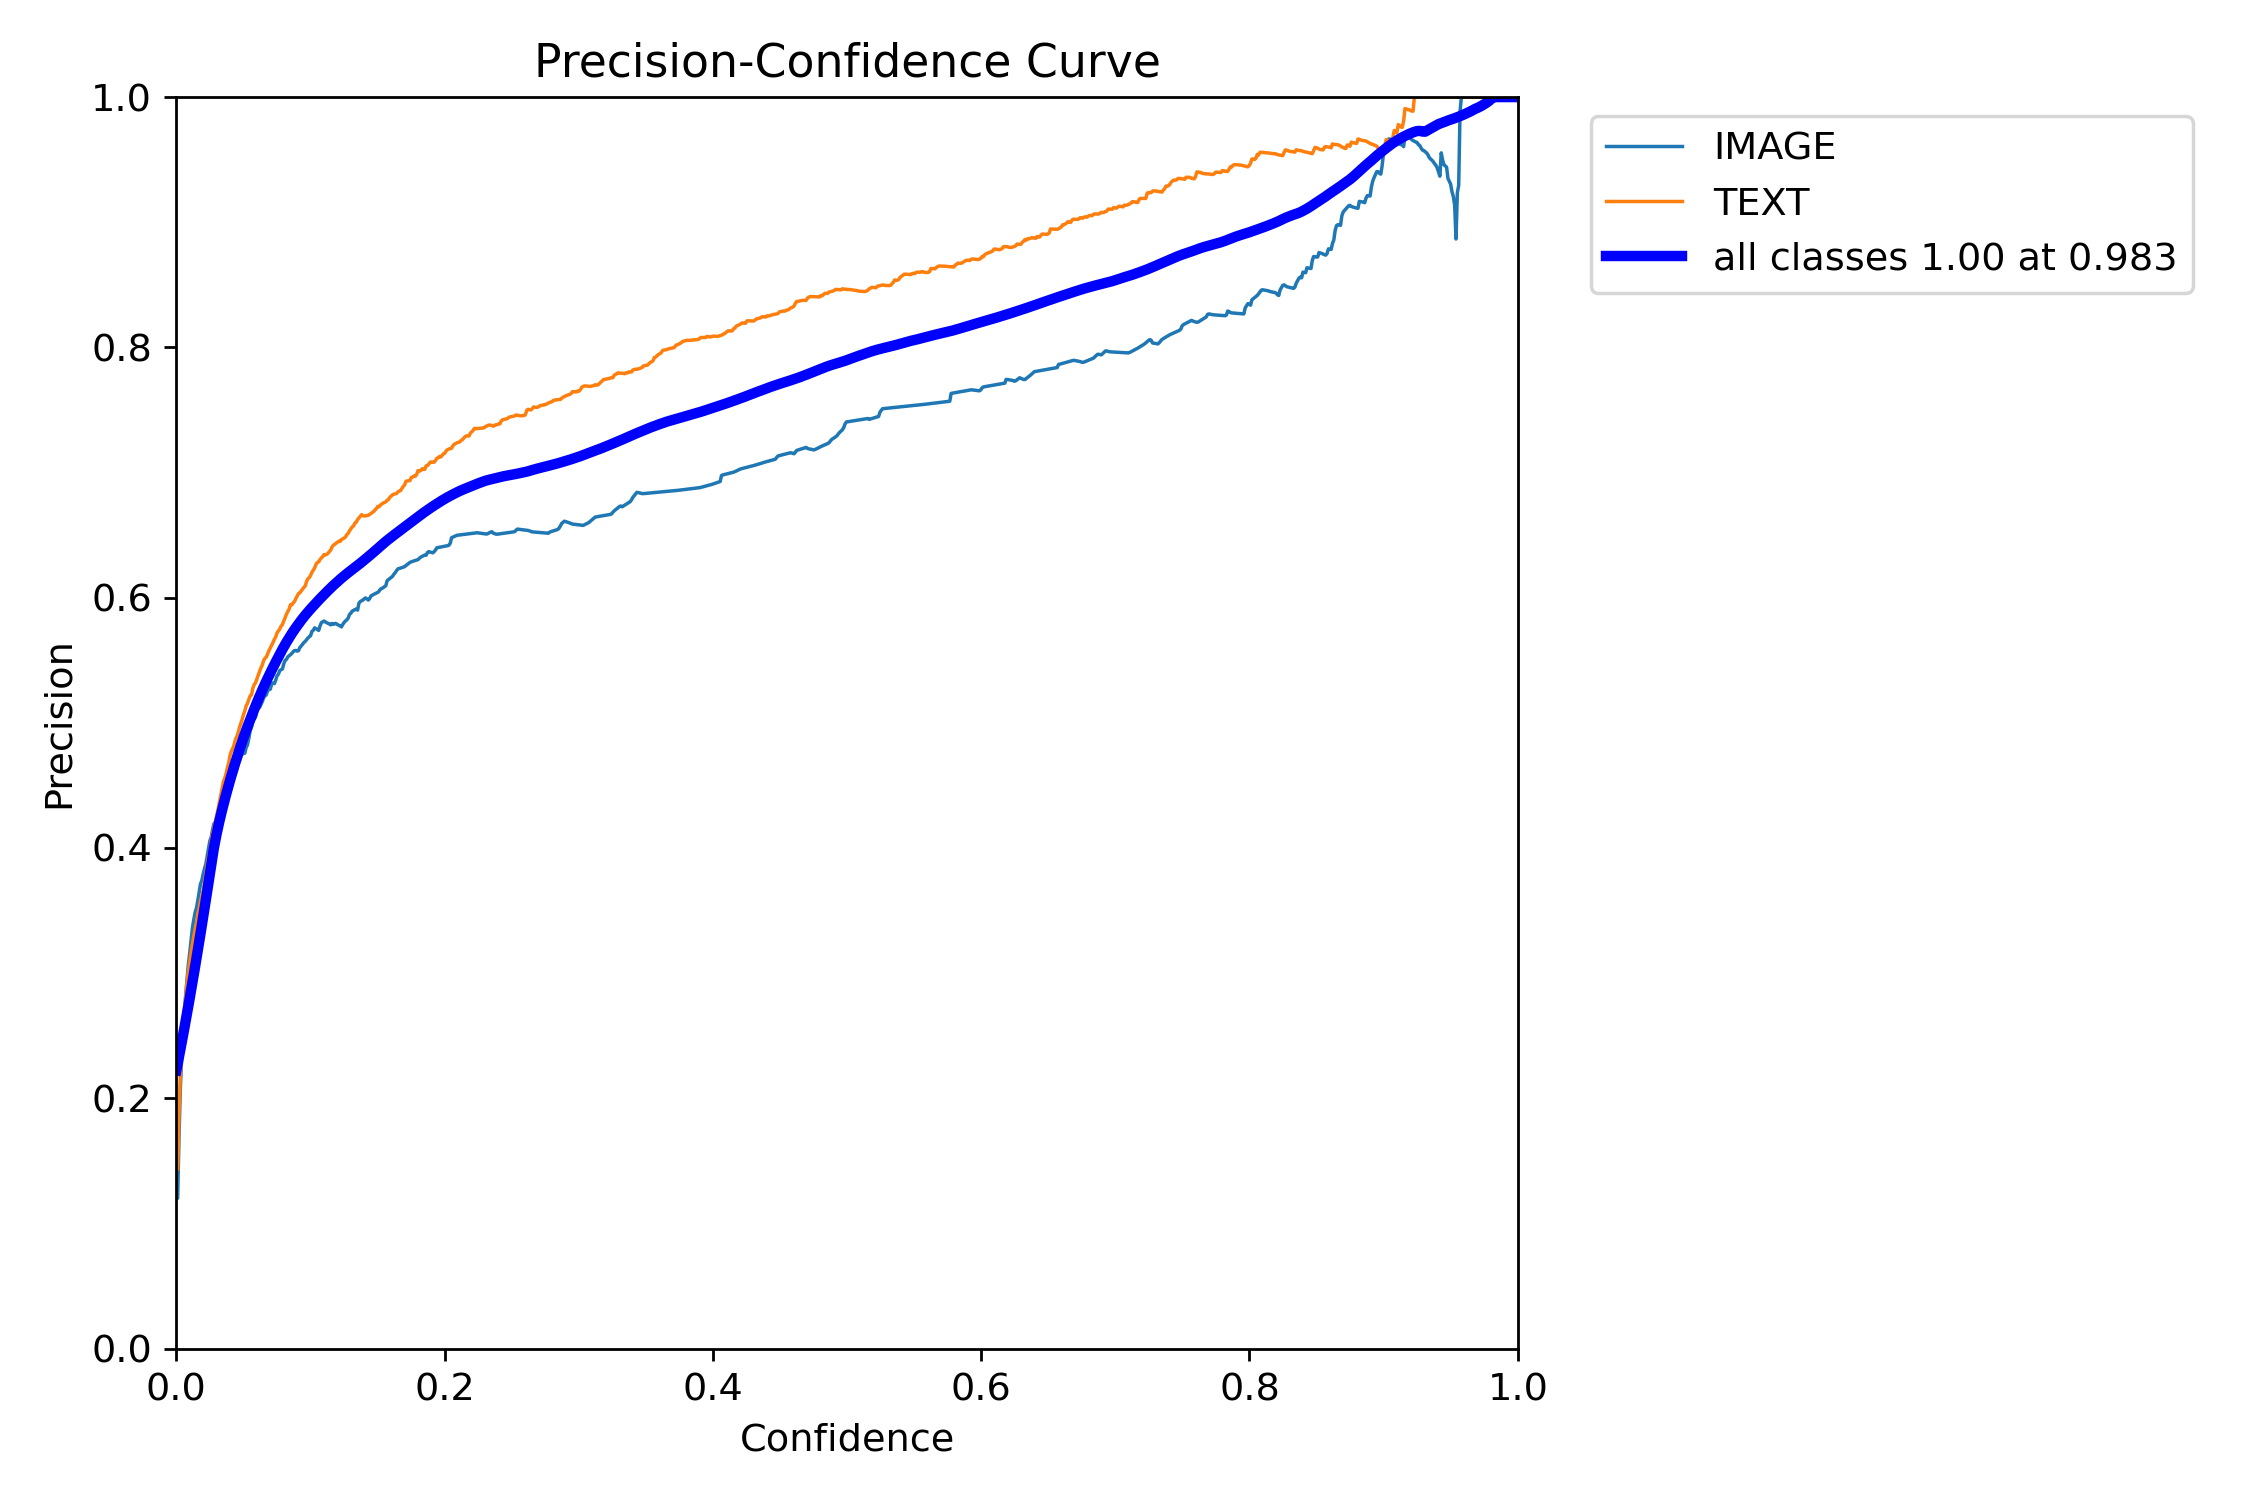 Precision-Confidence Curve
1.0
0.8
0.6
0.4
0.2
0.0
Precision
0.0 0.2 0.4 0.6 0.8 1.0
Confidence
IMAGE
TEXT
all classes 1.00 at 0.983